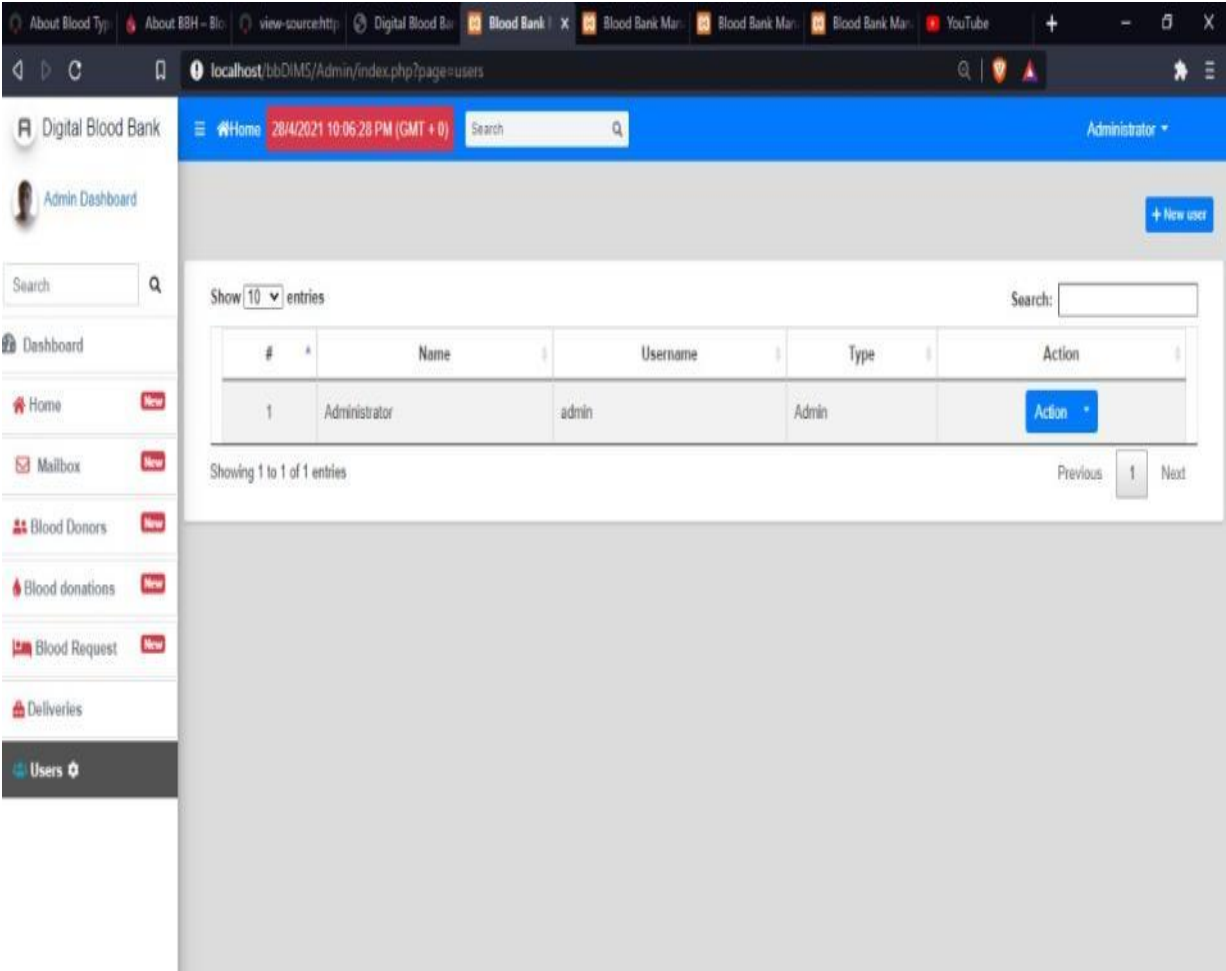 About Blood Typ About BBH – Blo view-source:http Digital Blood Ba Blood Bank Blood Bank Man Blood Bank Man Blood Bank Man YouTube
localhost/bbDIMS/Admin/index.php?page=users
Digital Blood Bank
Home 28/4/2021 10:06:28 PM (GMT + 0) Search Administrator
Admin Dashboard
+ New user
Search
Show 10 entries Search:
Dashboard
# Name Username Type Action
Home New
1 Administrator admin Admin Action
Mailbox New
Showing 1 to 1 of 1 entries Previous 1 Next
Blood Donors New
Blood donations New
Blood Request New
Deliveries
Users